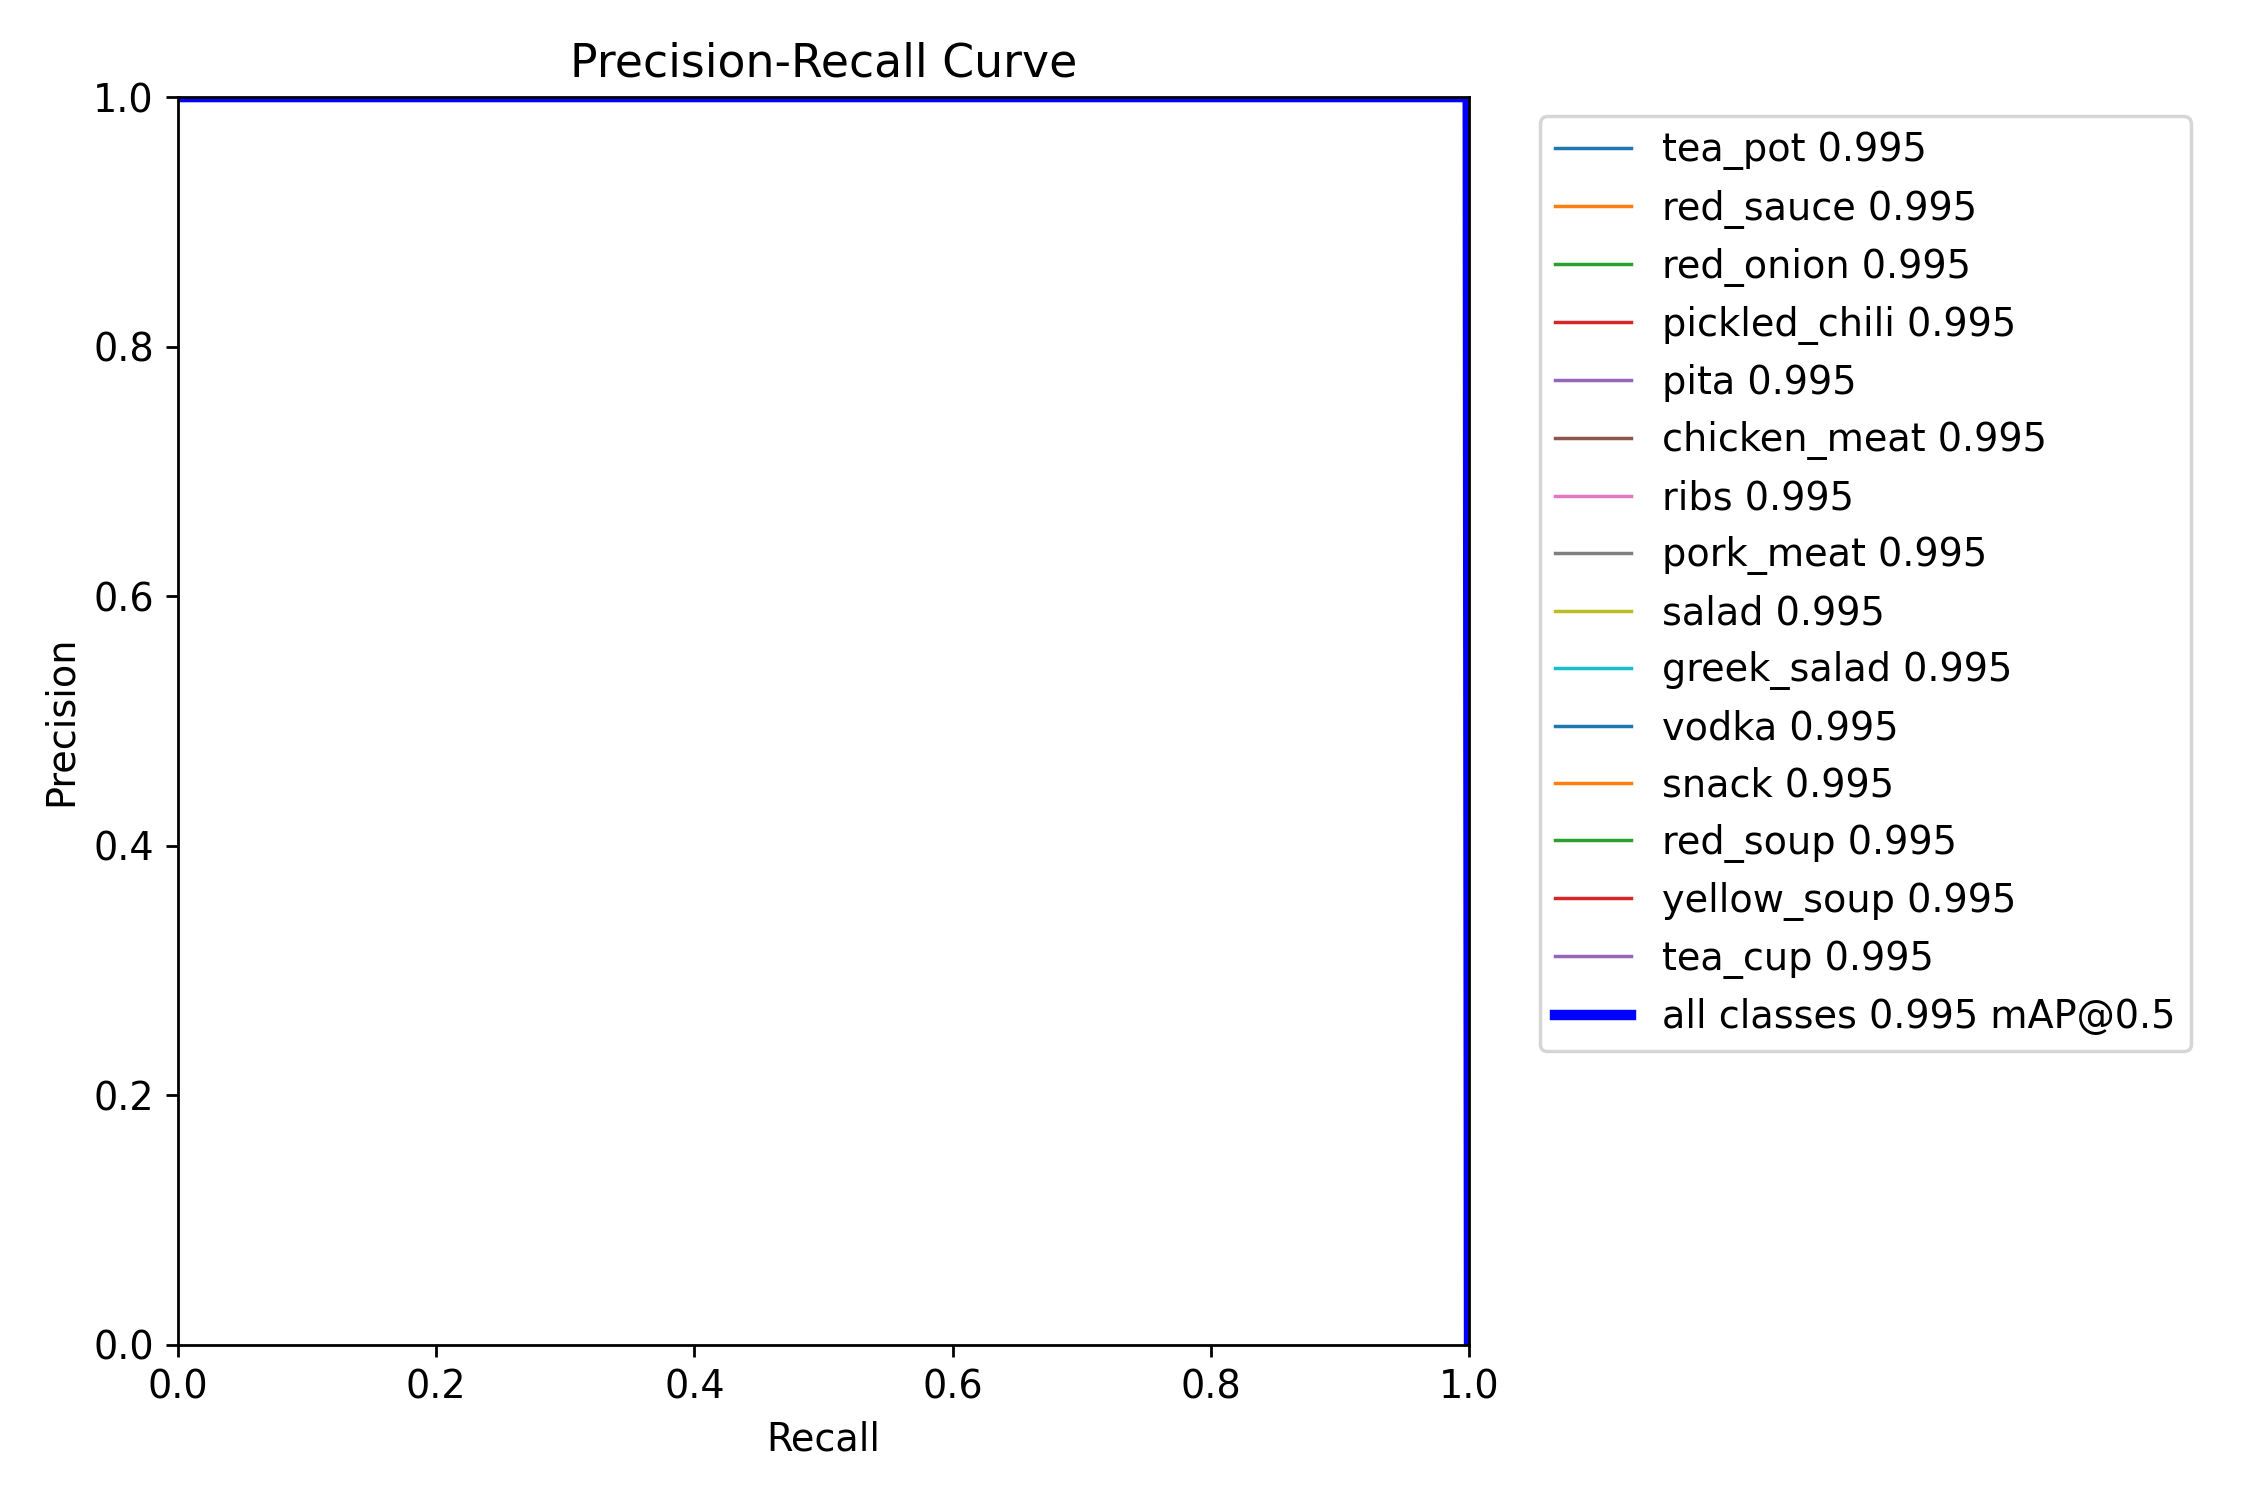 Precision-Recall Curve
1.0
0.8
0.6
0.4
0.2
0.0
Precision
0.0 0.2 0.4 0.6 0.8 1.0
Recall
tea_pot 0.995
red_sauce 0.995
red_onion 0.995
pickled_chili 0.995
pita 0.995
chicken_meat 0.995
ribs 0.995
pork_meat 0.995
salad 0.995
greek_salad 0.995
vodka 0.995
snack 0.995
red_soup 0.995
yellow_soup 0.995
tea_cup 0.995
all classes 0.995 mAP@0.5